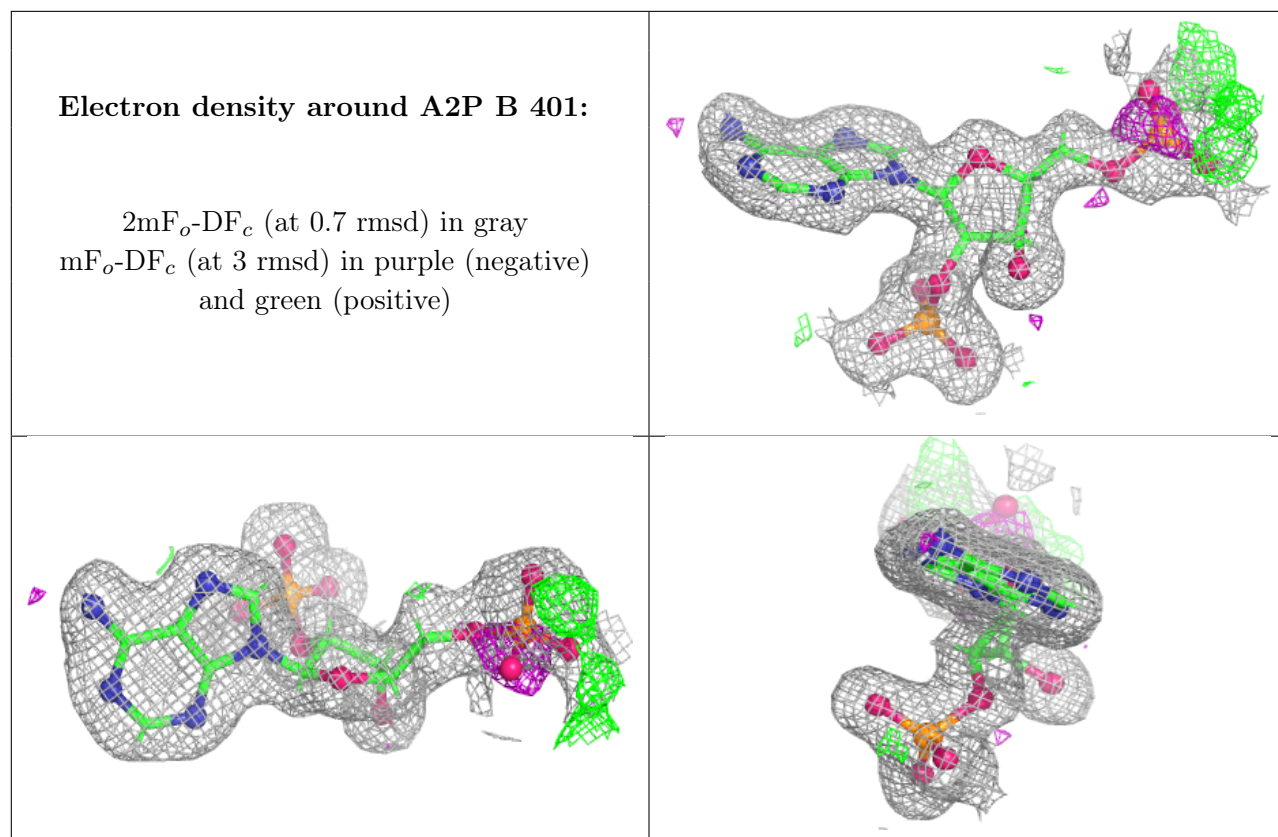 Electron density around A2P B 401:
2mFo-DFc (at 0.7 rmsd) in gray
mFo-DFc (at 3 rmsd) in purple (negative)
and green (positive)